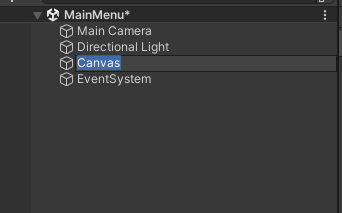 MainMenu*
Main Camera
Directional Light
Canvas
EventSystem